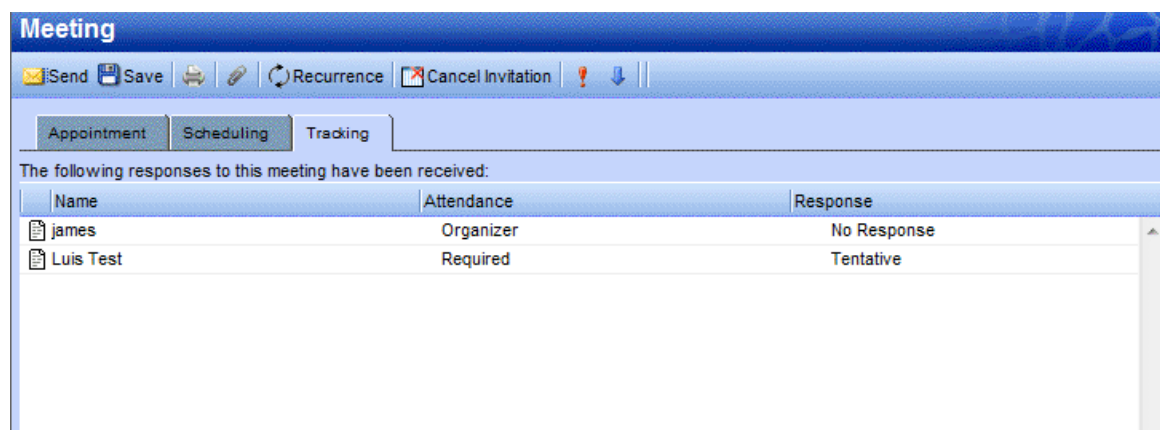 Meeting
Send Save Recurrence Cancel Invitation
Appointment Scheduling Tracking
The following responses to this meeting have been received:
Name Attendance Response
james Organizer No Response
Luis Test Required Tentative